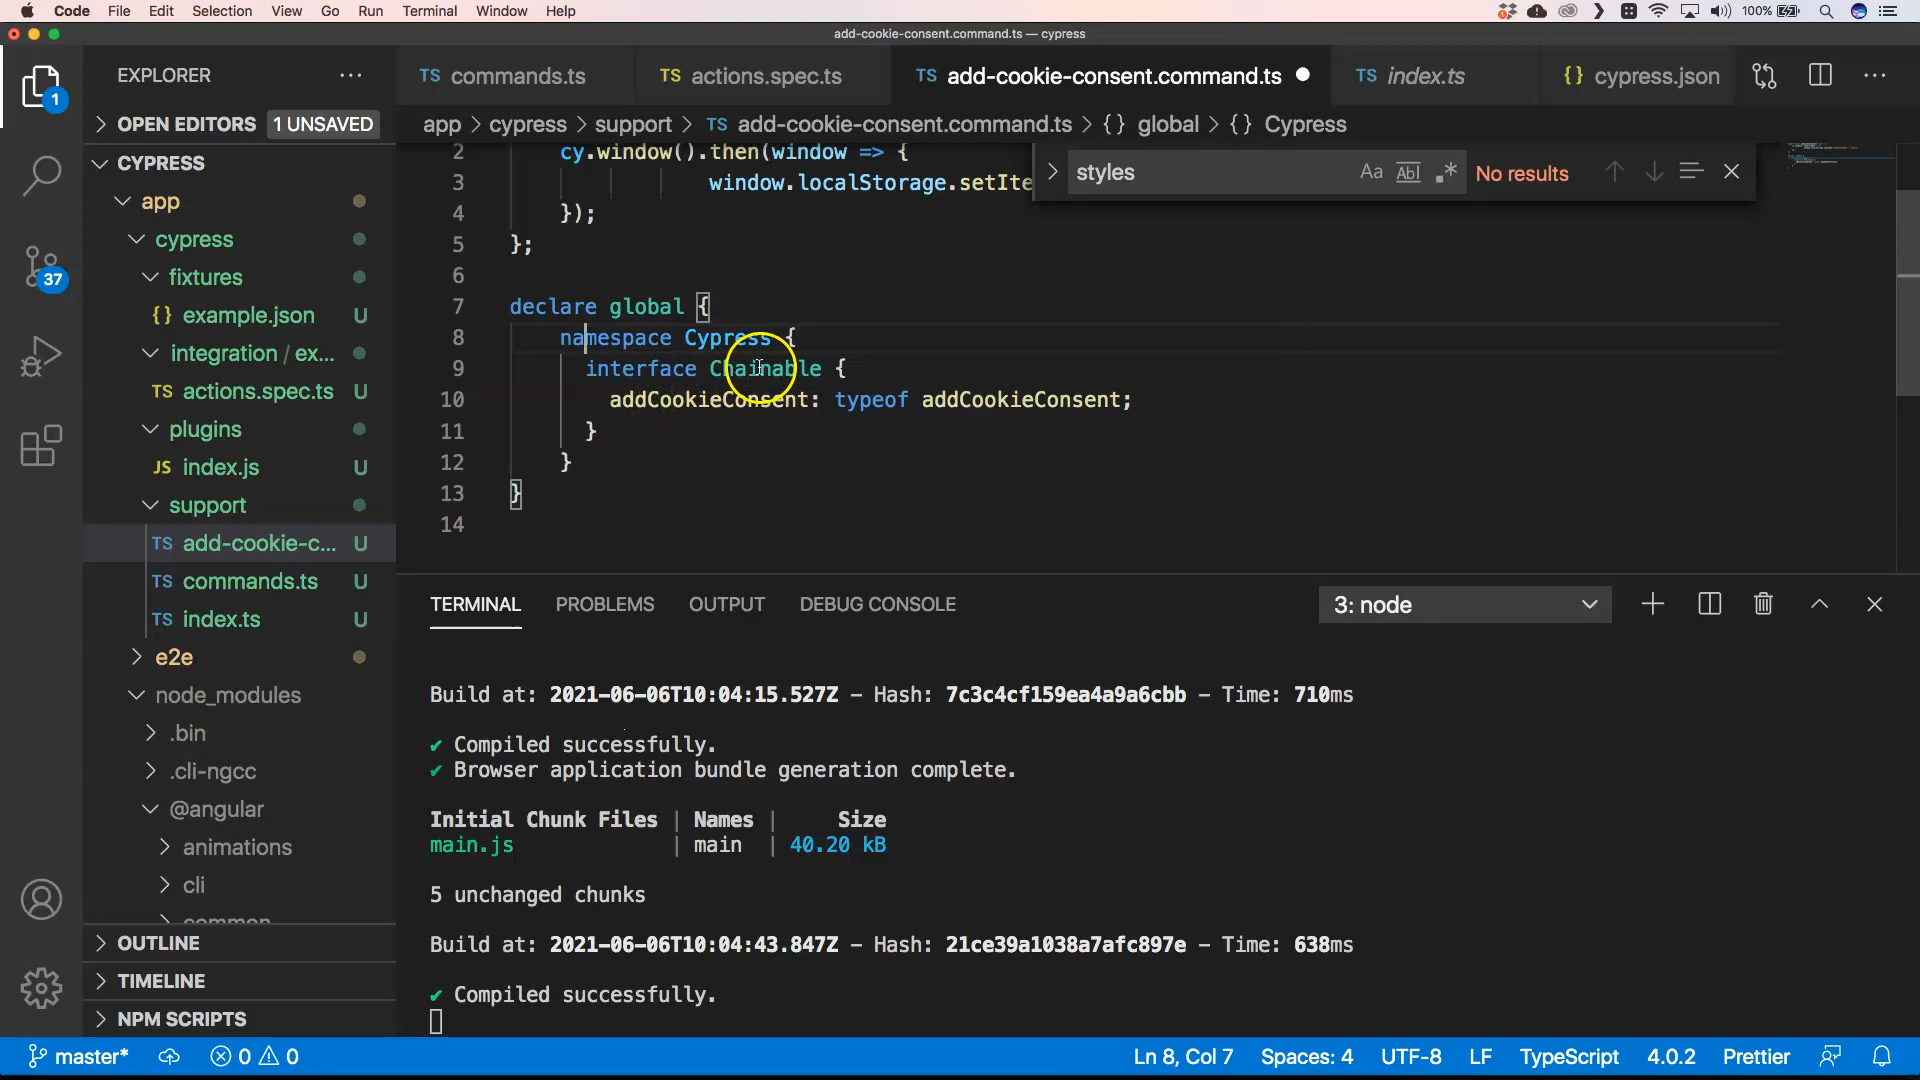 Code File Edit Selection View Go Run Terminal Window Help 100%
add-cookie-consent.command.ts — cypress
EXPLORER
OPEN EDITORS 1 UNSAVED
CYPRESS
app
cypress
fixtures
{} example.json U
integration / ex...
TS actions.spec.ts U
plugins
JS index.js U
support
TS add-cookie-c... U
TS commands.ts U
TS index.ts U
e2e
node_modules
.bin
.cli-ngcc
@angular
animations
cli
common
OUTLINE
TIMELINE
NPM SCRIPTS
1
37
TS commands.ts TS actions.spec.ts TS add-cookie-consent.command.ts TS index.ts {} cypress.json
app > cypress > support > TS add-cookie-consent.command.ts > {} global > {} Cypress
styles Aa Abl .* No results
2 cy.window().then(window => {
3 window.localStorage.setIte
4 });
5 };
6
7 declare global {
8 namespace Cypress {
9 interface Chainable {
10 addCookieConsent: typeof addCookieConsent;
11 }
12 }
13 }
14
TERMINAL PROBLEMS OUTPUT DEBUG CONSOLE 3: node
Build at: 2021-06-06T10:04:15.527Z – Hash: 7c3c4cf159ea4a9a6cbb – Time: 710ms
✔ Compiled successfully.
✔ Browser application bundle generation complete.
Initial Chunk Files | Names | Size
main.js | main | 40.20 kB
5 unchanged chunks
Build at: 2021-06-06T10:04:43.847Z – Hash: 21ce39a1038a7afc897e – Time: 638ms
✔ Compiled successfully.
master* 0 0 Ln 8, Col 7 Spaces: 4 UTF-8 LF TypeScript 4.0.2 Prettier